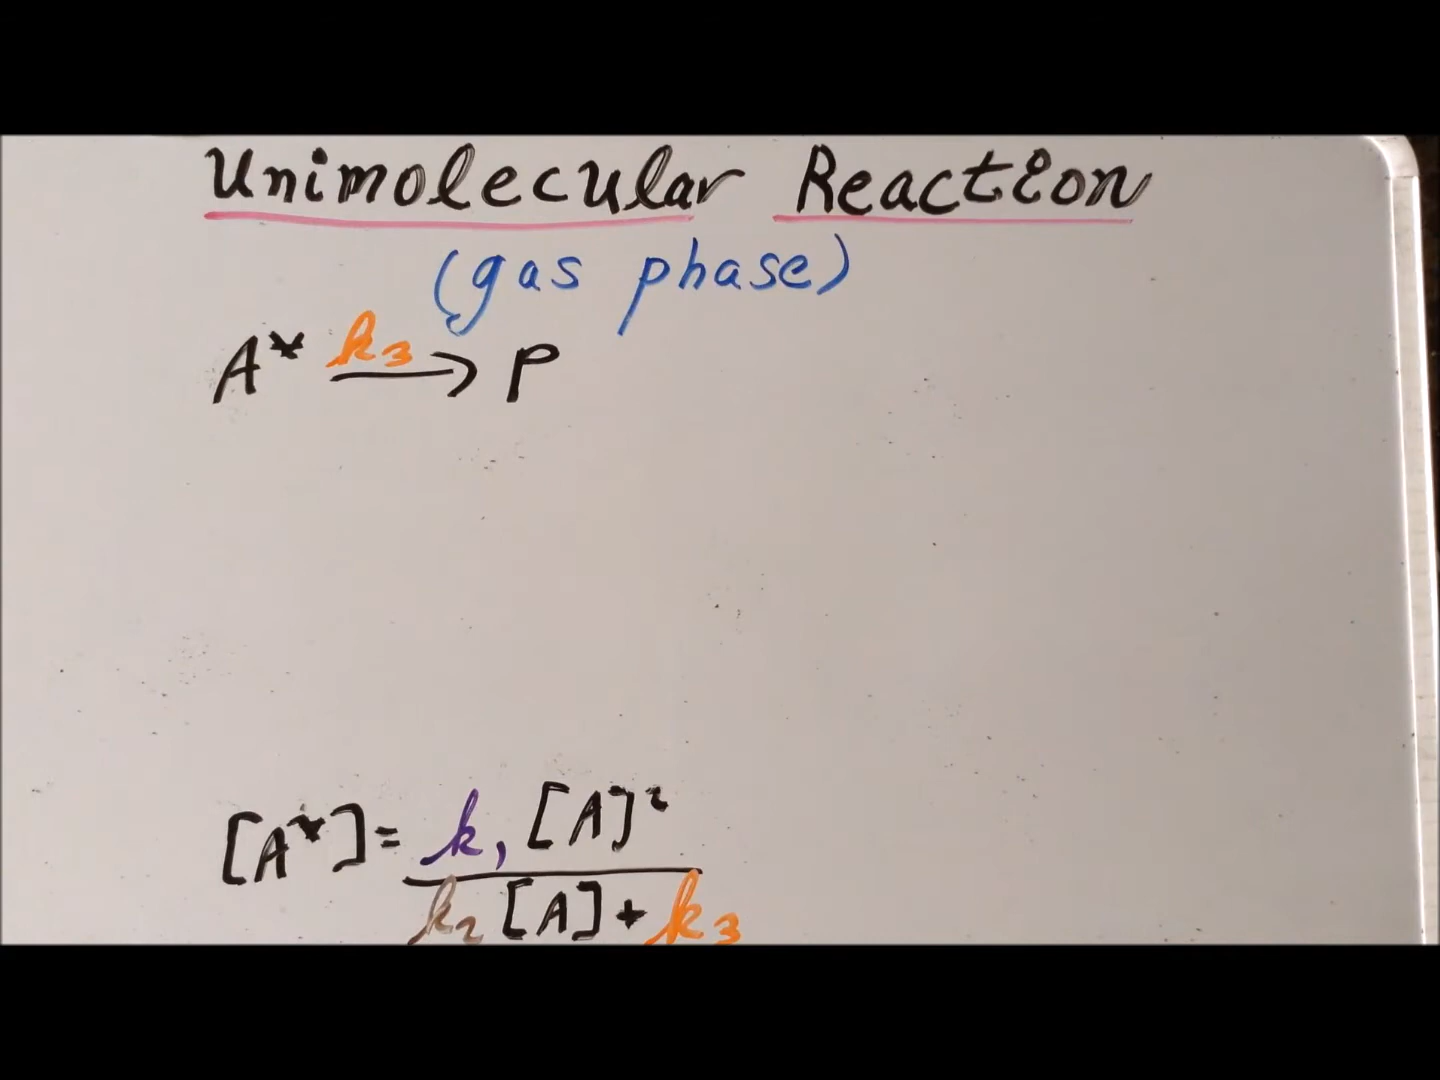 Unimolecular Reaction
(gas phase)
A* k₃ → P
[A*] = k₁ [A]² / k₂ [A] + k₃